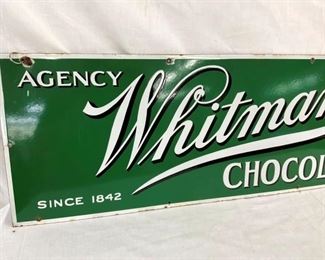 AGENCY
Whitman
CHOCOL
SINCE 1842